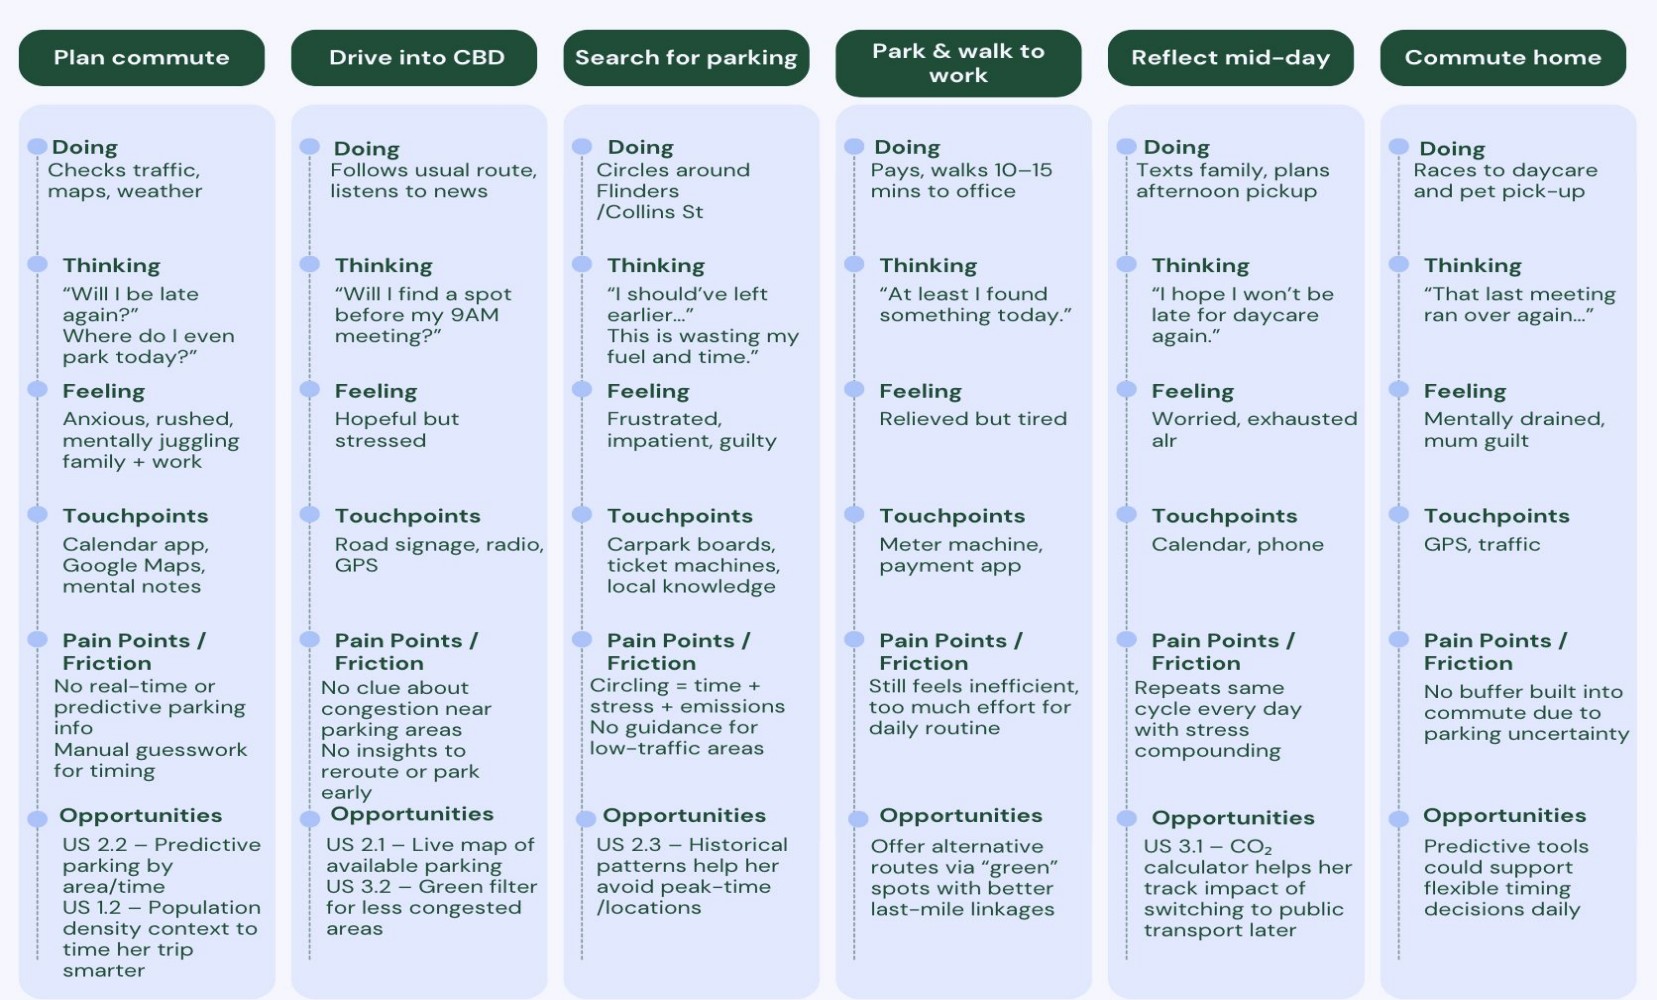 Plan commute
Doing
Checks traffic,
maps, weather
Thinking
“Will I be late
again?”
Where do I even
park today?”
Feeling
Anxious, rushed,
mentally juggling
family + work
Touchpoints
Calendar app,
Google Maps,
mental notes
Pain Points /
Friction
No real-time or
predictive parking
info
Manual guesswork
for timing
Opportunities
US 2.2 – Predictive
parking by
area/time
US 1.2 – Population
density context to
time her trip
smarter
Drive into CBD
Doing
Follows usual route,
listens to news
Thinking
“Will I find a spot
before my 9AM
meeting?”
Feeling
Hopeful but
stressed
Touchpoints
Road signage, radio,
GPS
Pain Points /
Friction
No clue about
congestion near
parking areas
No insights to
reroute or park
early
Opportunities
US 2.1 – Live map of
available parking
US 3.2 – Green filter
for less congested
areas
Search for parking
Doing
Circles around
Flinders
/Collins St
Thinking
“I should’ve left
earlier…”
This is wasting my
fuel and time.”
Feeling
Frustrated,
impatient, guilty
Touchpoints
Carpark boards,
ticket machines,
local knowledge
Pain Points /
Friction
Circling = time +
stress + emissions
No guidance for
low-traffic areas
Opportunities
US 2.3 – Historical
patterns help her
avoid peak-time
/locations
Park & walk to
work
Doing
Pays, walks 10–15
mins to office
Thinking
“At least I found
something today.”
Feeling
Relieved but tired
Touchpoints
Meter machine,
payment app
Pain Points /
Friction
Still feels inefficient,
too much effort for
daily routine
Opportunities
Offer alternative
routes via “green”
spots with better
last-mile linkages
Reflect mid-day
Doing
Texts family, plans
afternoon pickup
Thinking
“I hope I won’t be
late for daycare
again.”
Feeling
Worried, exhausted
alr
Touchpoints
Calendar, phone
Pain Points /
Friction
Repeats same
cycle every day
with stress
compounding
Opportunities
US 3.1 – CO₂
calculator helps her
track impact of
switching to public
transport later
Commute home
Doing
Races to daycare
and pet pick-up
Thinking
“That last meeting
ran over again…”
Feeling
Mentally drained,
mum guilt
Touchpoints
GPS, traffic
Pain Points /
Friction
No buffer built into
commute due to
parking uncertainty
Opportunities
Predictive tools
could support
flexible timing
decisions daily